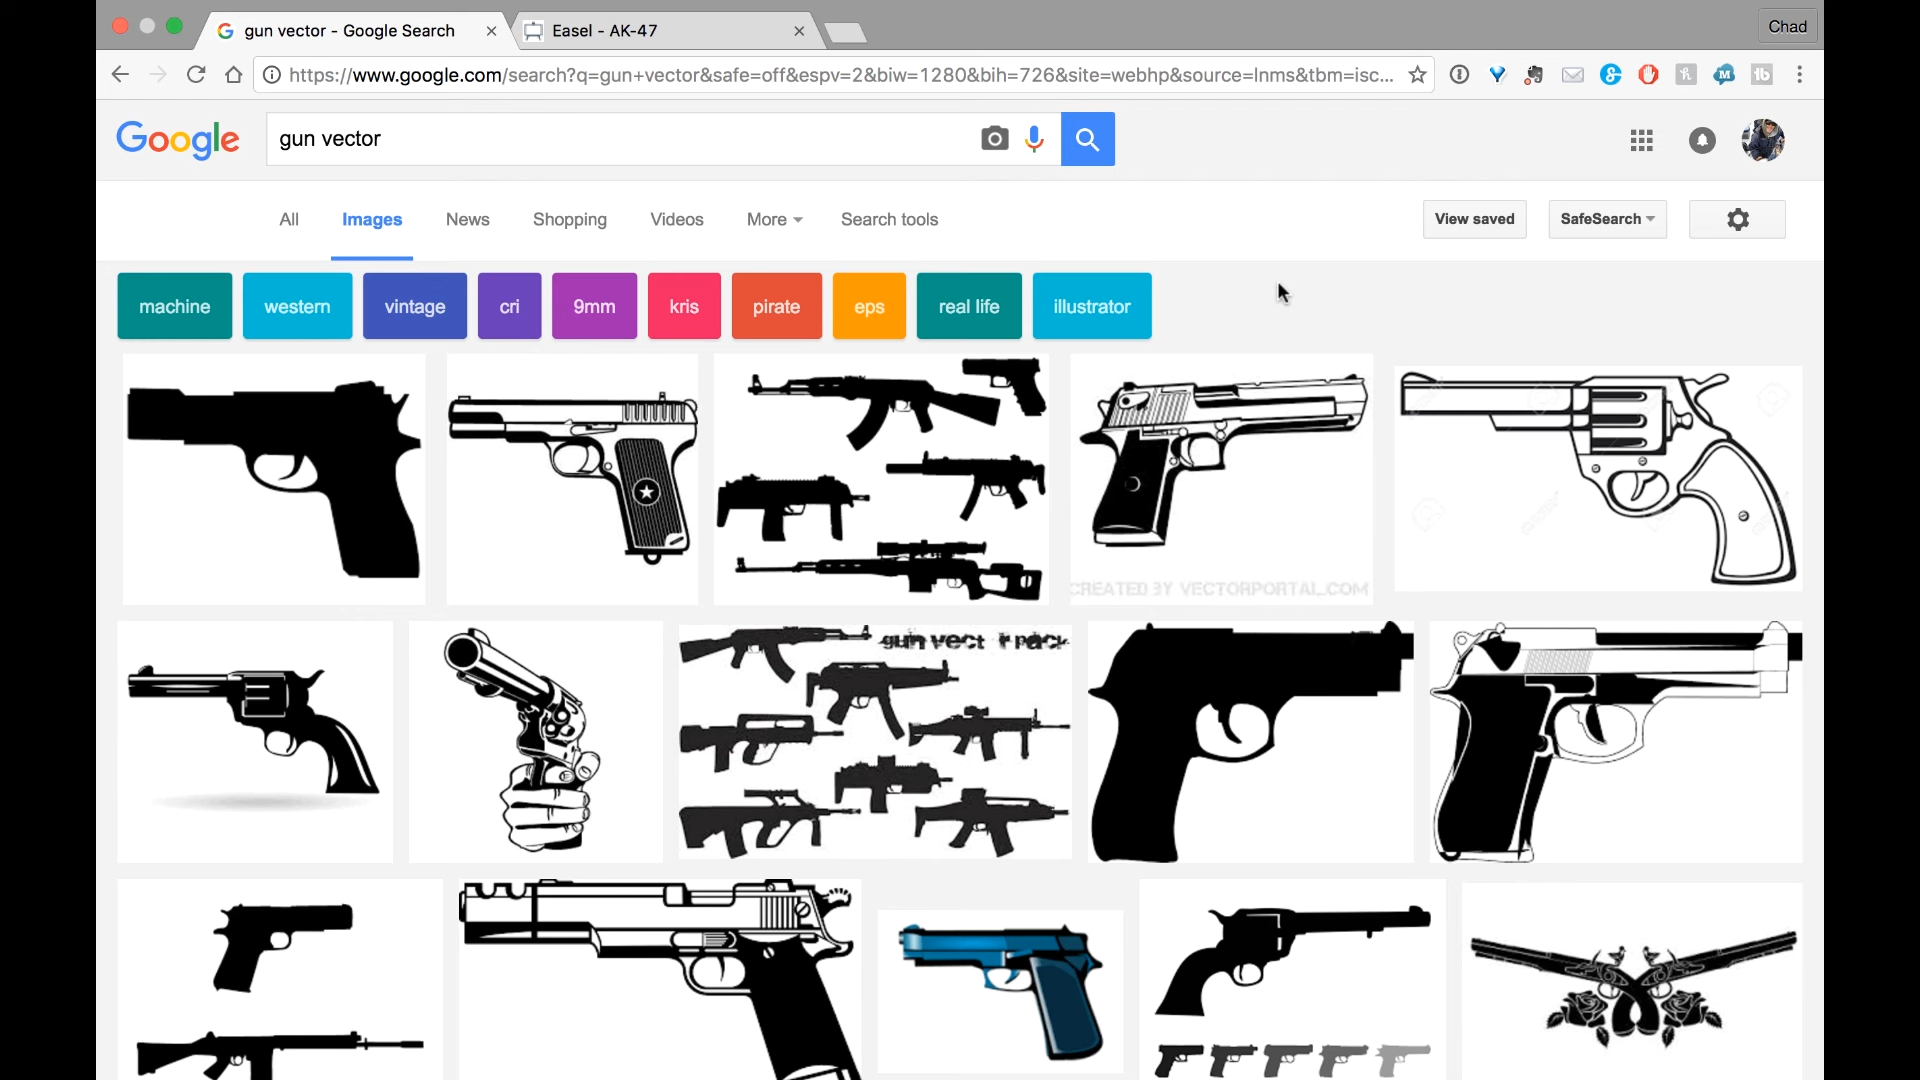 gun vector - Google Search
Easel - AK-47
Chad
https://www.google.com/search?q=gun+vector&safe=off&espv=2&biw=1280&bih=726&site=webhp&source=lnms&tbm=isc...
Google
gun vector
All
Images
News
Shopping
Videos
More
Search tools
View saved
SafeSearch
machine
western
vintage
cri
9mm
kris
pirate
eps
real life
illustrator
CREATED BY VECTORPORTAL.COM
gun vect r pack